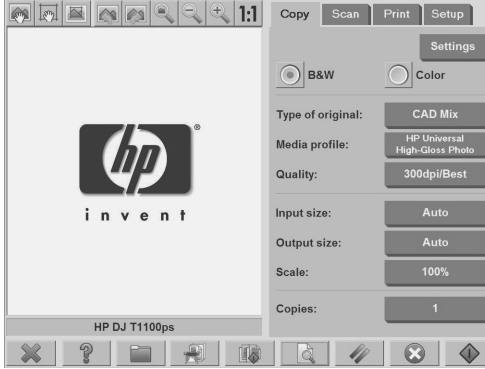 1:1
Copy Scan Print Setup
Settings
B&W Color
Type of original: CAD Mix
Media profile: HP Universal
High-Gloss Photo
Quality: 300dpi/Best
Input size: Auto
Output size: Auto
Scale: 100%
Copies: 1
hp
®
invent
HP DJ T1100ps
?